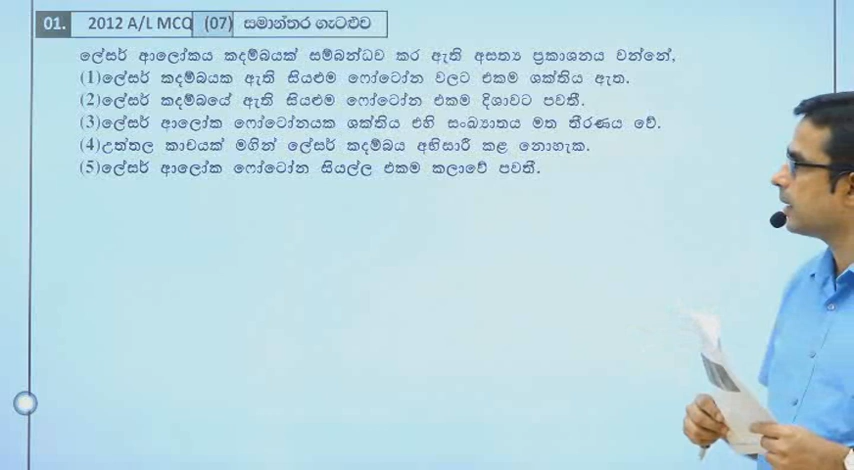 01. 2012 A/L MCQ (07) සමාන්තර ගැටළුව
ලේසර් ආලෝකය කදම්බයක් සම්බන්ධව කර ඇති අසත්‍ය ප්‍රකාශනය වන්නේ,
(1)ලේසර් කදම්බයක ඇති සියළුම ෆෝටෝන වලට එකම ශක්තිය ඇත.
(2)ලේසර් කදම්බයේ ඇති සියළුම ෆෝටෝන එකම දිශාවට පවතී.
(3)ලේසර් ආලෝක ෆෝටෝනයක ශක්තිය එහි සංඛ්‍යාතය මත තීරණය වේ.
(4)උත්තල කාචයක් මගින් ලේසර් කදම්බය අභිසාරී කළ නොහැක.
(5)ලේසර් ආලෝක ෆෝටෝන සියල්ල එකම කලාවේ පවතී.